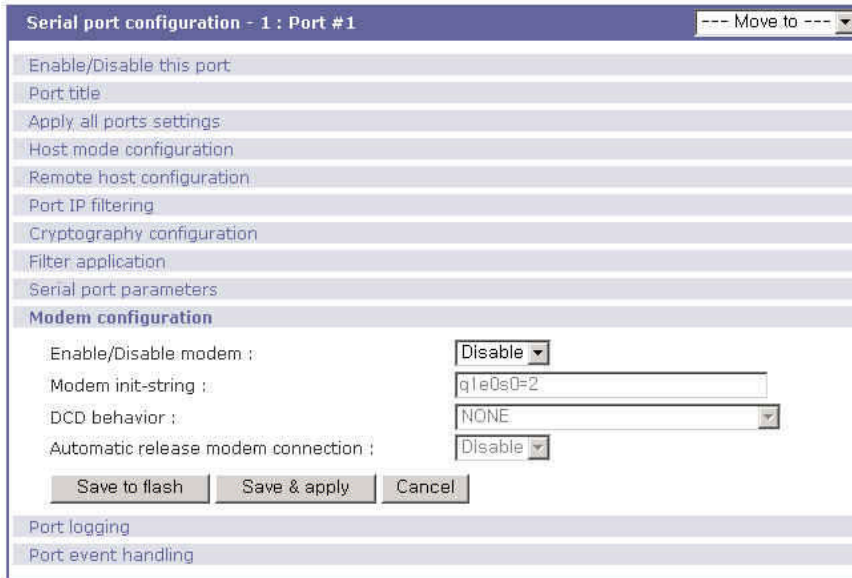 Serial port configuration - 1 : Port #1 --- Move to ---
Enable/Disable this port
Port title
Apply all ports settings
Host mode configuration
Remote host configuration
Port IP filtering
Cryptography configuration
Filter application
Serial port parameters
Modem configuration
Enable/Disable modem : Disable
Modem init-string : q1e0s0=2
DCD behavior : NONE
Automatic release modem connection : Disable
Save to flash Save & apply Cancel
Port logging
Port event handling